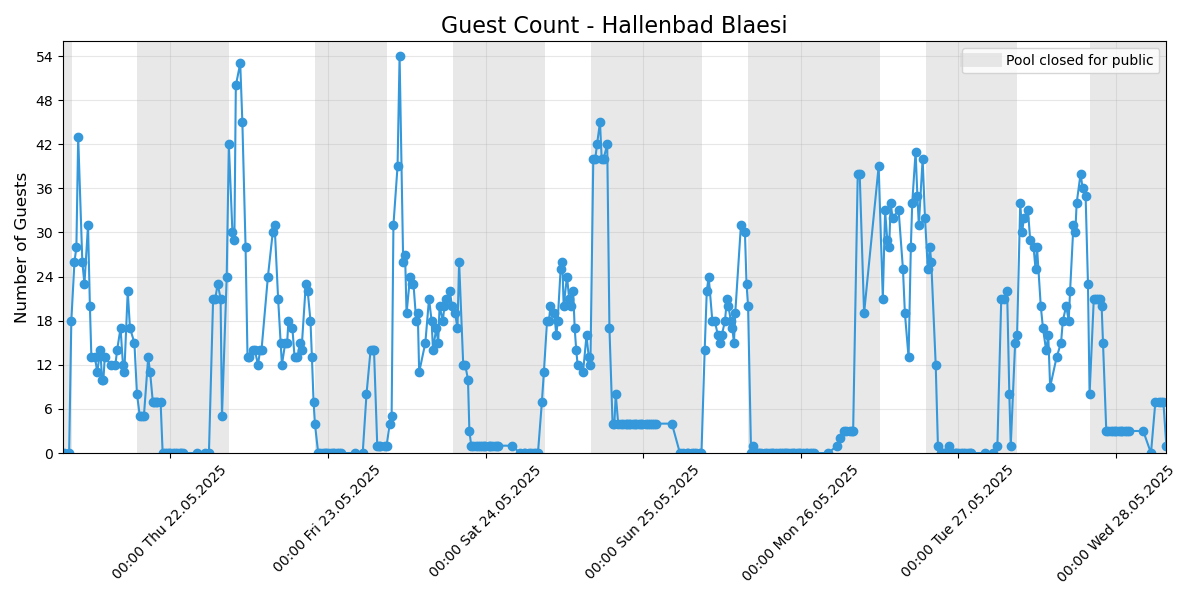 Guest Count - Hallenbad Blaesi
Pool closed for public
Number of Guests
54
48
42
36
30
24
18
12
6
0
00:00 Thu 22.05.2025
00:00 Fri 23.05.2025
00:00 Sat 24.05.2025
00:00 Sun 25.05.2025
00:00 Mon 26.05.2025
00:00 Tue 27.05.2025
00:00 Wed 28.05.2025